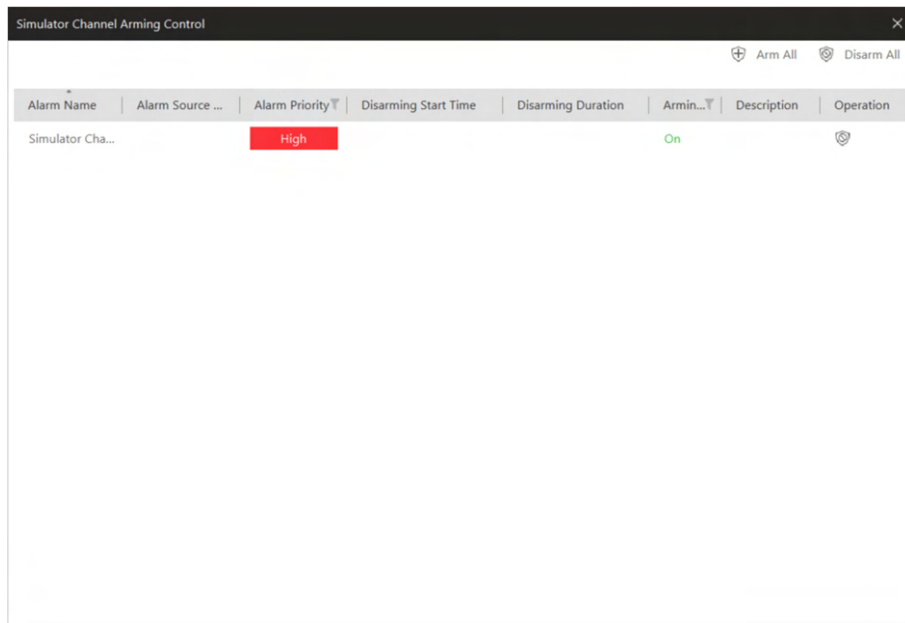 Simulator Channel Arming Control
Arm All Disarm All
Alarm Name Alarm Source ... Alarm Priority Disarming Start Time Disarming Duration Armin... Description Operation
Simulator Cha... High On